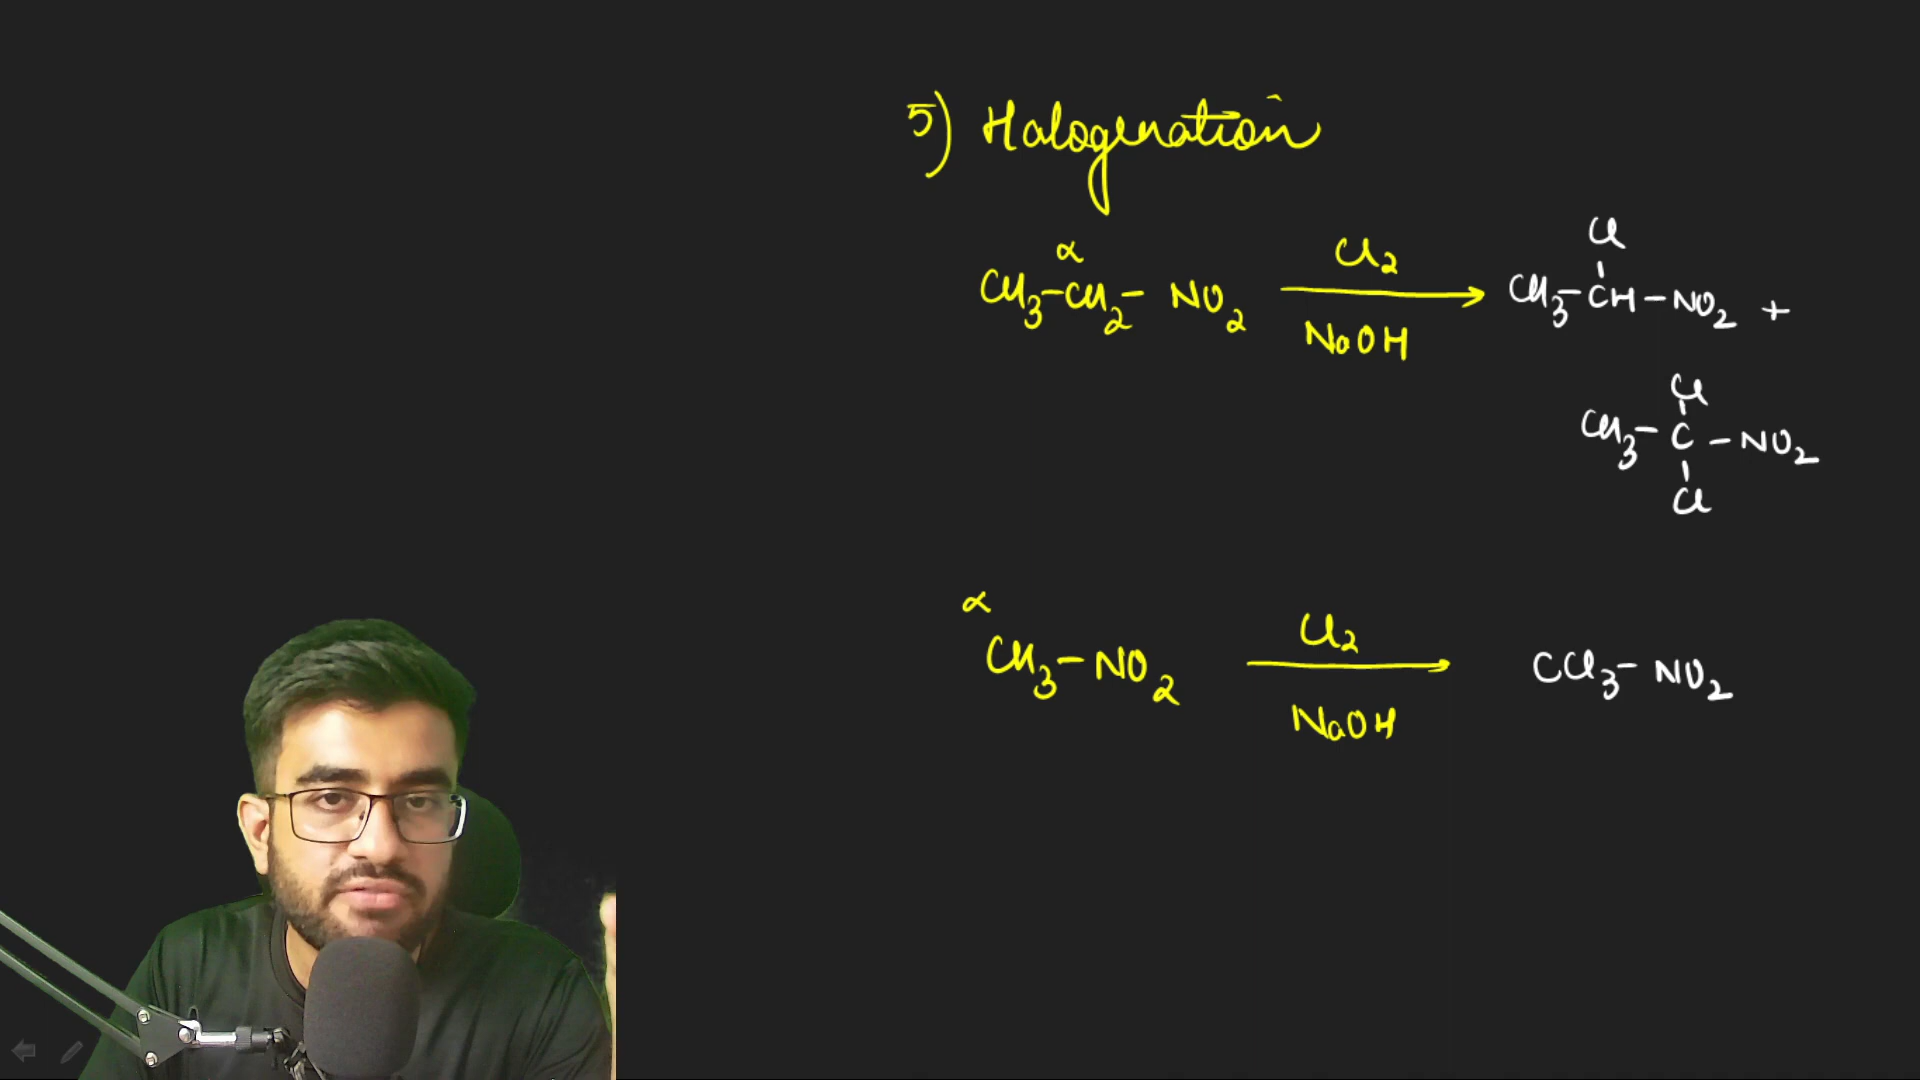 5) Halogenation
α
CH3-CH2-NO2 Cl2 NaOH Cl CH3-CH-NO2 +
Cl
CH3-C-NO2
Cl
α
CH3-NO2 Cl2 NaOH CCl3-NO2